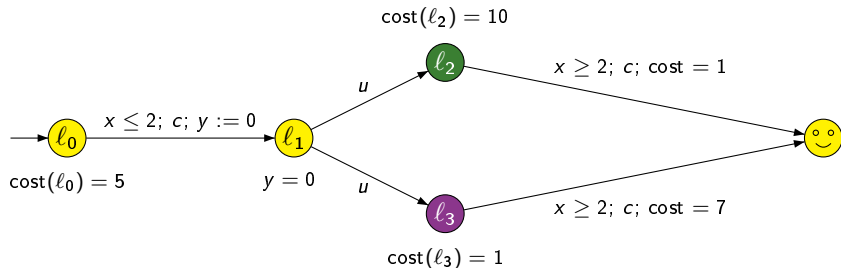 cost(ℓ₂) = 10
ℓ₂
x ≥ 2; c; cost = 1
u
x ≤ 2; c; y := 0
ℓ₀
ℓ₁
cost(ℓ₀) = 5
y = 0
u
ℓ₃
x ≥ 2; c; cost = 7
cost(ℓ₃) = 1